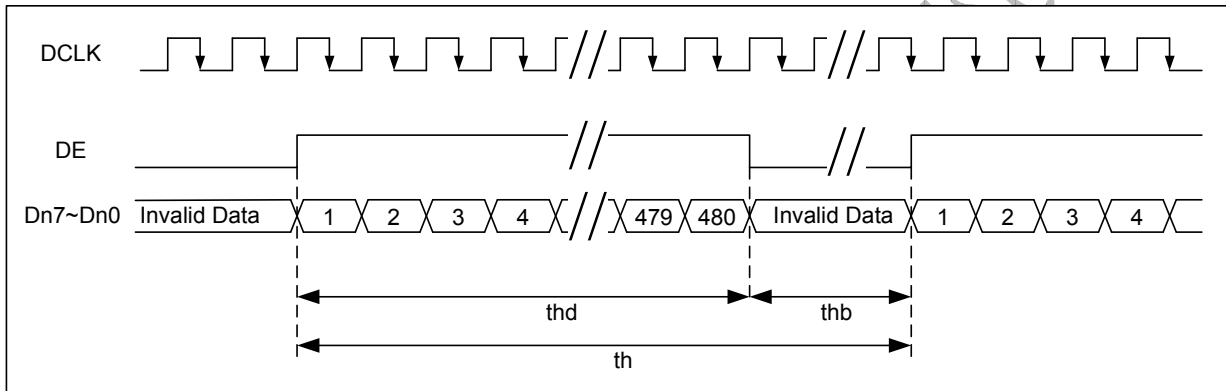 DCLK
DE
Dn7~Dn0 Invalid Data 1 2 3 4 479 480 Invalid Data 1 2 3 4
thd thb
th